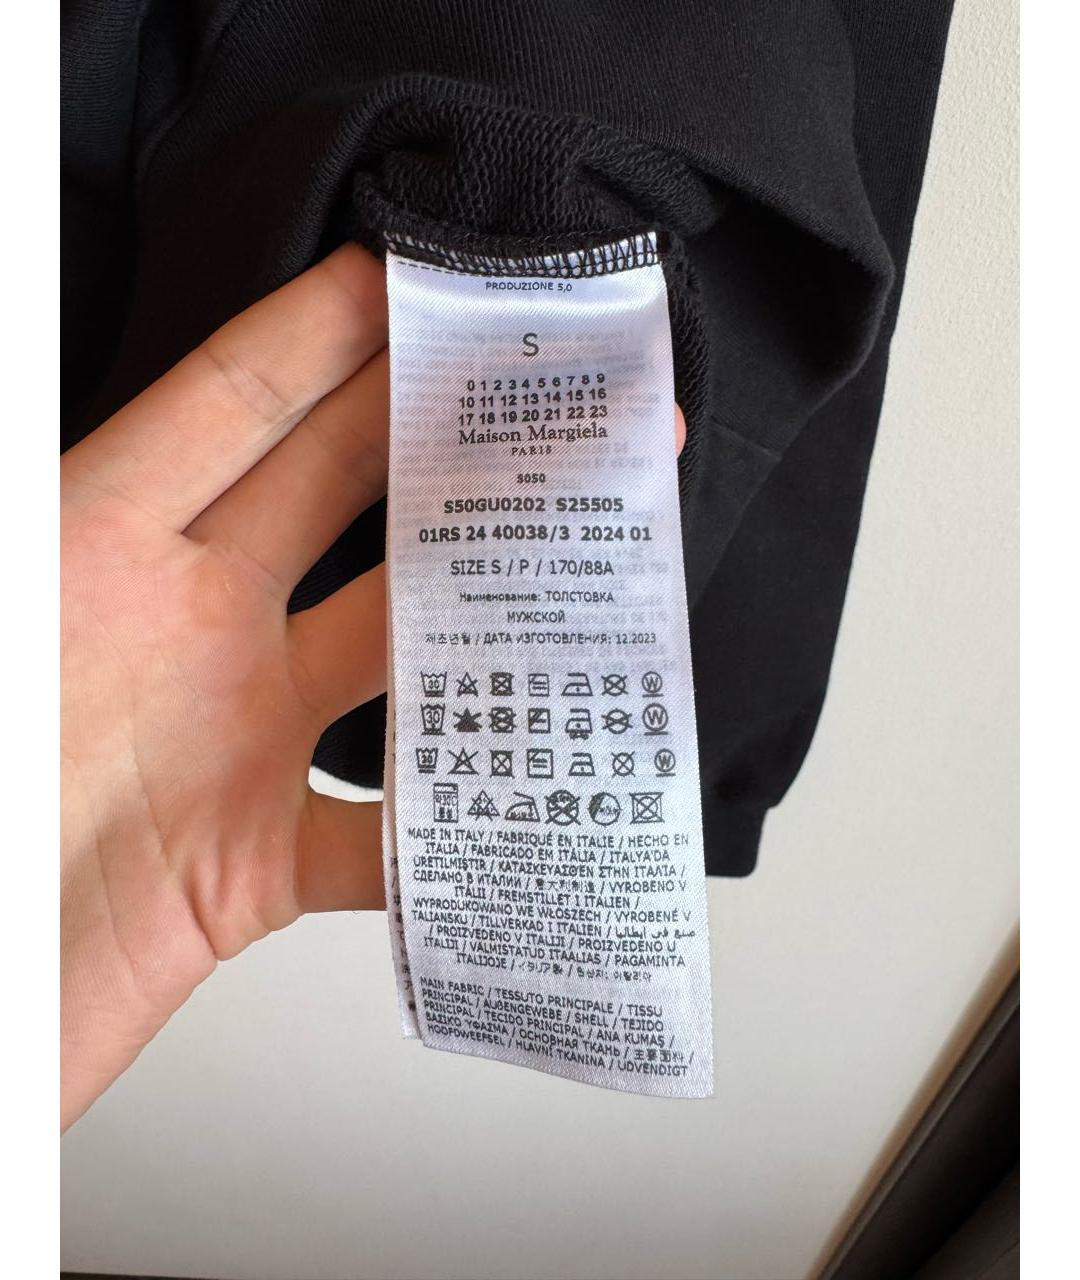 PRODUZIONE 5,0
S
0 1 2 3 4 5 6 7 8 9
10 11 12 13 14 15 16
17 18 19 20 21 22 23
Maison Margiela
PARIS
S050
S50GU0202 S25505
01RS 24 40038/3 2024 01
SIZE S / P / 170/88A
Наименование: ТОЛСТОВКА
МУЖСКОЙ
제조년월 / ДАТА ИЗГОТОВЛЕНИЯ: 12.2023
30 W
30 W
30 W
MADE IN ITALY / FABRIQUÉ EN ITALIE / HECHO EN
ITALIA / FABRICADO EM ITÁLIA / ITALYA'DA
ÜRETILMISTIR / ΚΑΤΑΣΚΕΥΑΣΘΕΝ ΣΤΗΝ ΙΤΑΛΙΑ /
СДЕЛАНО В ИТАЛИИ / 意大利制造 / VYROBENO V
ITÁLII / FREMSTILLET I ITALIEN /
WYPRODUKOWANO WE WŁOSZECH / VYROBENÉ V
TALIANSKU / TILLVERKAD I ITALIEN / صنع في ايطاليا
/ PROIZVEDENO V ITALIJI / PROIZVEDENO U
ITALIJI / VALMISTATUD ITAALIAS / PAGAMINTA
ITALIJOJE / イタリア製 / 원산지: 이탈리아
MAIN FABRIC / TESSUTO PRINCIPALE / TISSU
PRINCIPAL / AUßENGEWEBE / SHELL / TEJIDO
PRINCIPAL / TECIDO PRINCIPAL / ANA KUMAŞ /
ΒΑΣΙΚΟ ΥΦΑΣΜΑ / ОСНОВНАЯ ТКАНЬ / 主要面料 /
HOOFDWEEFSEL / HLAVNÍ TKANINA / UDVENDIGT